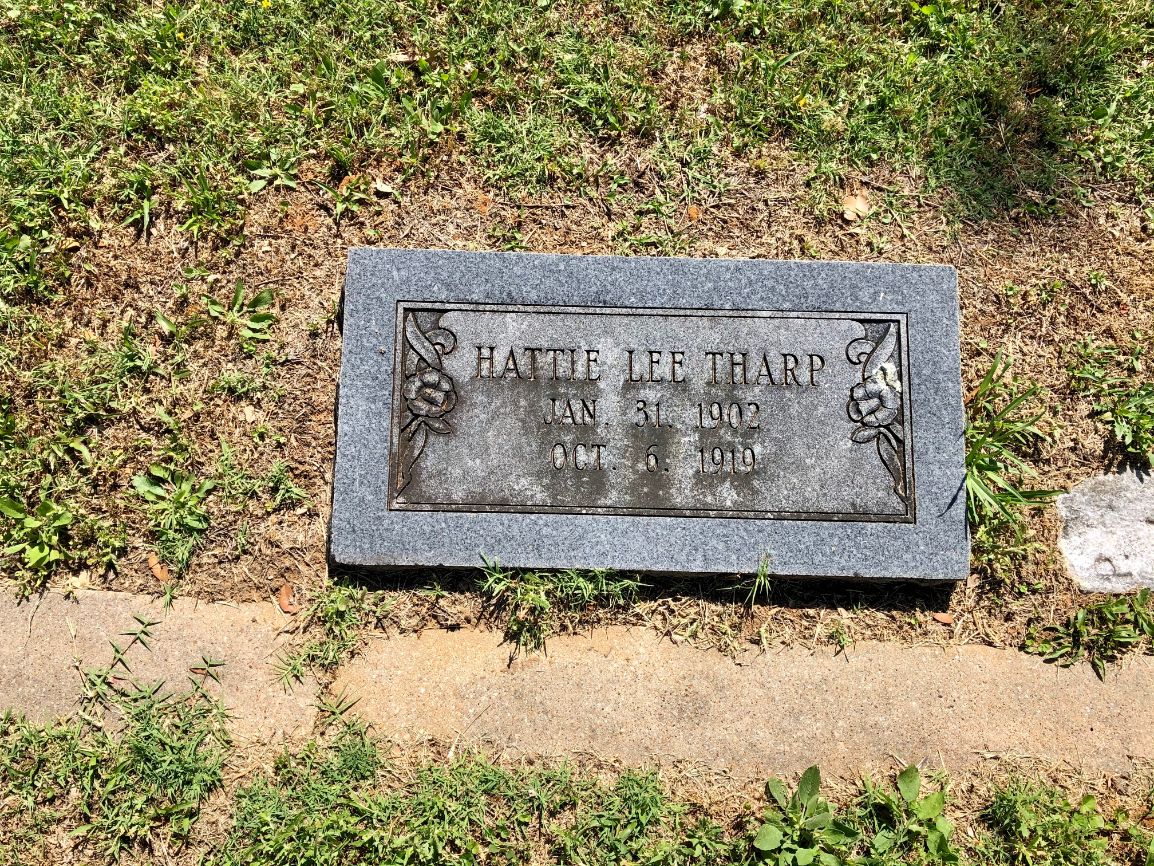 HATTIE LEE THARP
JAN. 31. 1902
OCT. 6. 1919